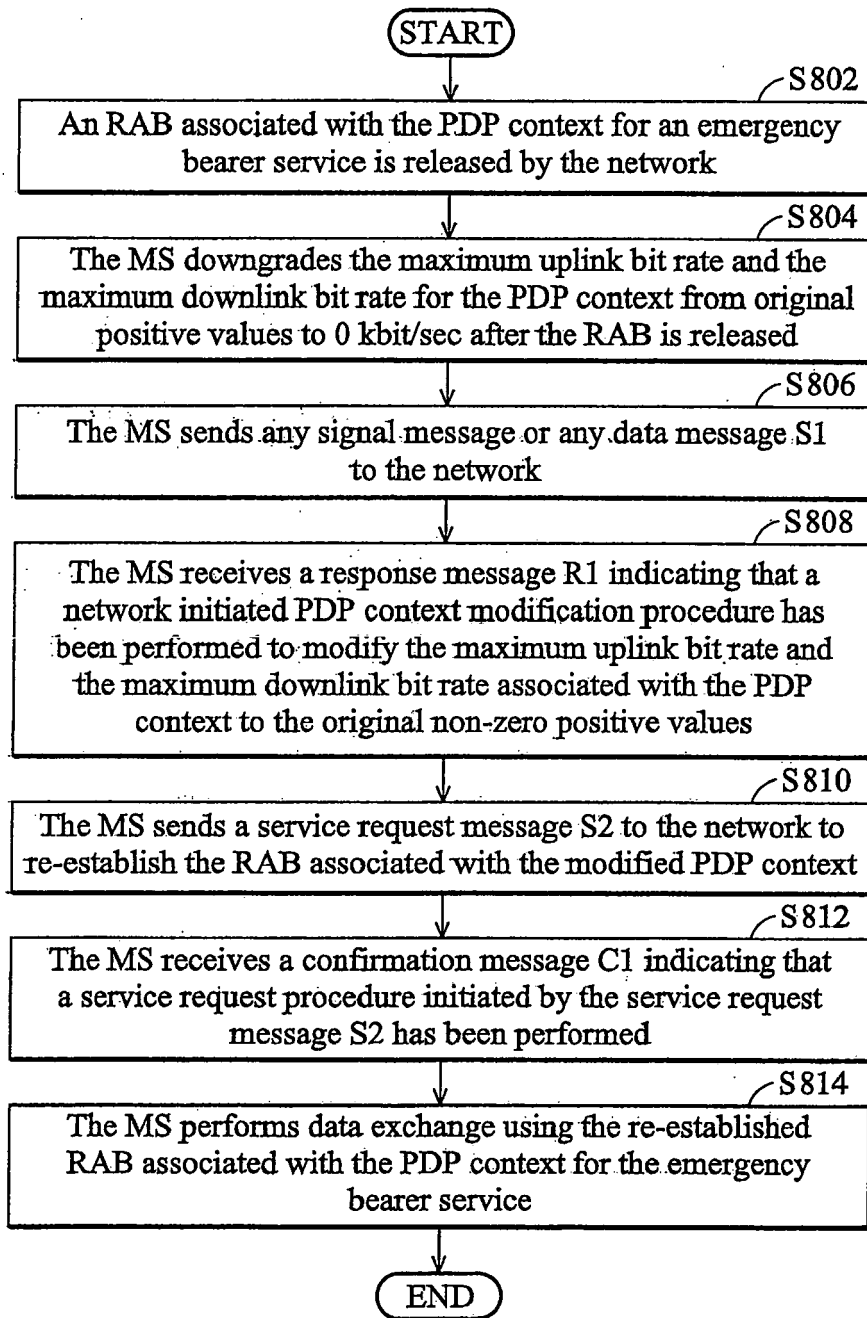 START
S802
An RAB associated with the PDP context for an emergency
bearer service is released by the network
S804
The MS downgrades the maximum uplink bit rate and the
maximum downlink bit rate for the PDP context from original
positive values to 0 kbit/sec after the RAB is released
S806
The MS sends any signal message or any data message S1
to the network
S808
The MS receives a response message R1 indicating that a
network initiated PDP context modification procedure has
been performed to modify the maximum uplink bit rate and
the maximum downlink bit rate associated with the PDP
context to the original non-zero positive values
S810
The MS sends a service request message S2 to the network to
re-establish the RAB associated with the modified PDP context
S812
The MS receives a confirmation message C1 indicating that
a service request procedure initiated by the service request
message S2 has been performed
S814
The MS performs data exchange using the re-established
RAB associated with the PDP context for the emergency
bearer service
END